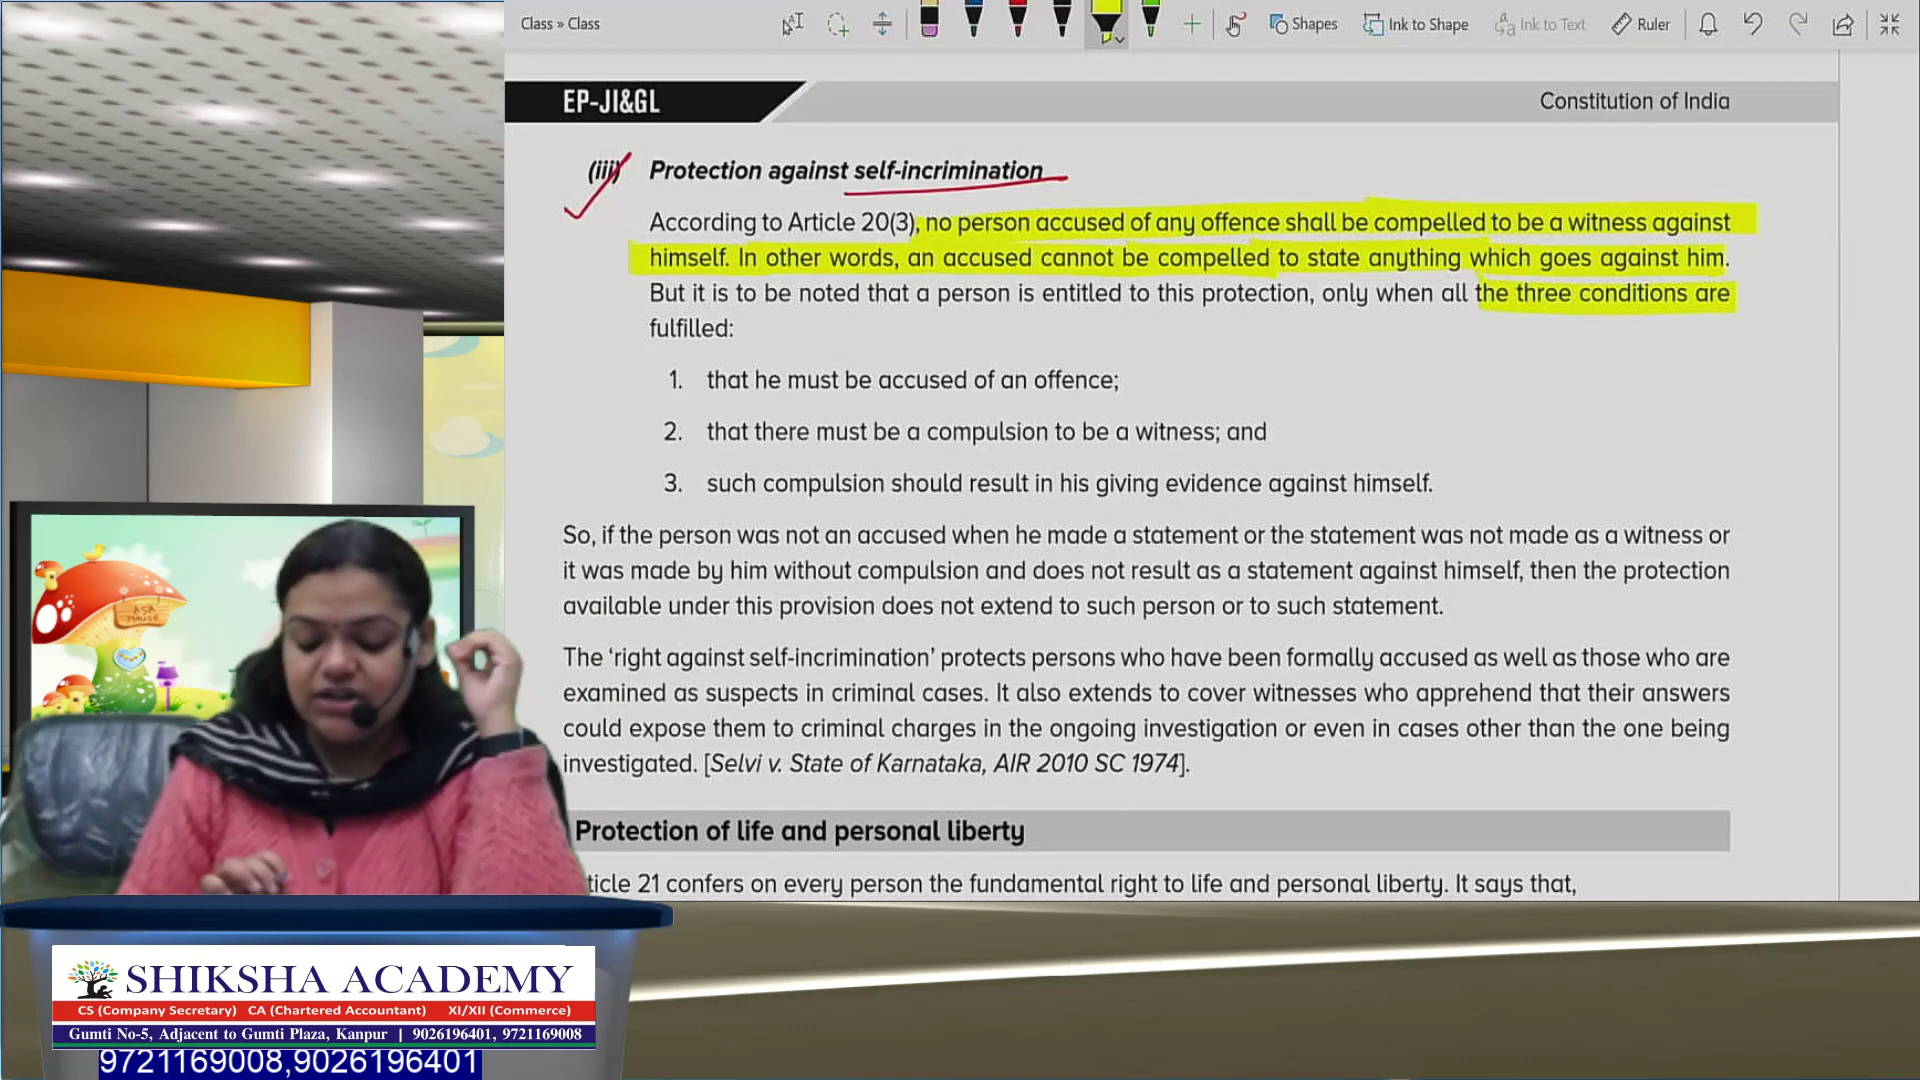 Class » Class
Shapes
Ink to Shape
Ink to Text
Ruler
EP-JI&GL
Constitution of India
(iii) Protection against self-incrimination
According to Article 20(3), no person accused of any offence shall be compelled to be a witness against
himself. In other words, an accused cannot be compelled to state anything which goes against him.
But it is to be noted that a person is entitled to this protection, only when all the three conditions are
fulfilled:
1. that he must be accused of an offence;
2. that there must be a compulsion to be a witness; and
3. such compulsion should result in his giving evidence against himself.
So, if the person was not an accused when he made a statement or the statement was not made as a witness or
it was made by him without compulsion and does not result as a statement against himself, then the protection
available under this provision does not extend to such person or to such statement.
The ‘right against self-incrimination’ protects persons who have been formally accused as well as those who are
examined as suspects in criminal cases. It also extends to cover witnesses who apprehend that their answers
could expose them to criminal charges in the ongoing investigation or even in cases other than the one being
investigated. [Selvi v. State of Karnataka, AIR 2010 SC 1974].
Protection of life and personal liberty
ticle 21 confers on every person the fundamental right to life and personal liberty. It says that,
SHIKSHA ACADEMY
CS (Company Secretary) CA (Chartered Accountant) XI/XII (Commerce)
Gumti No-5, Adjacent to Gumti Plaza, Kanpur | 9026196401, 9721169008
9721169008,9026196401